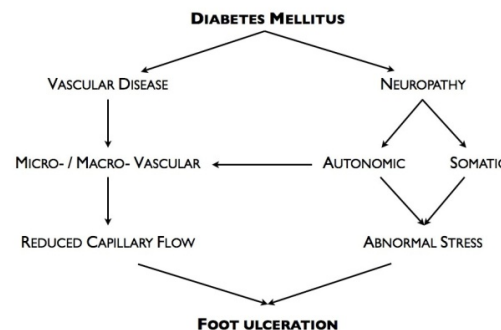 DIABETES MELLITUS
VASCULAR DISEASE NEUROPATHY
MICRO- / MACRO- VASCULAR AUTONOMIC SOMATIC
REDUCED CAPILLARY FLOW ABNORMAL STRESS
FOOT ULCERATION